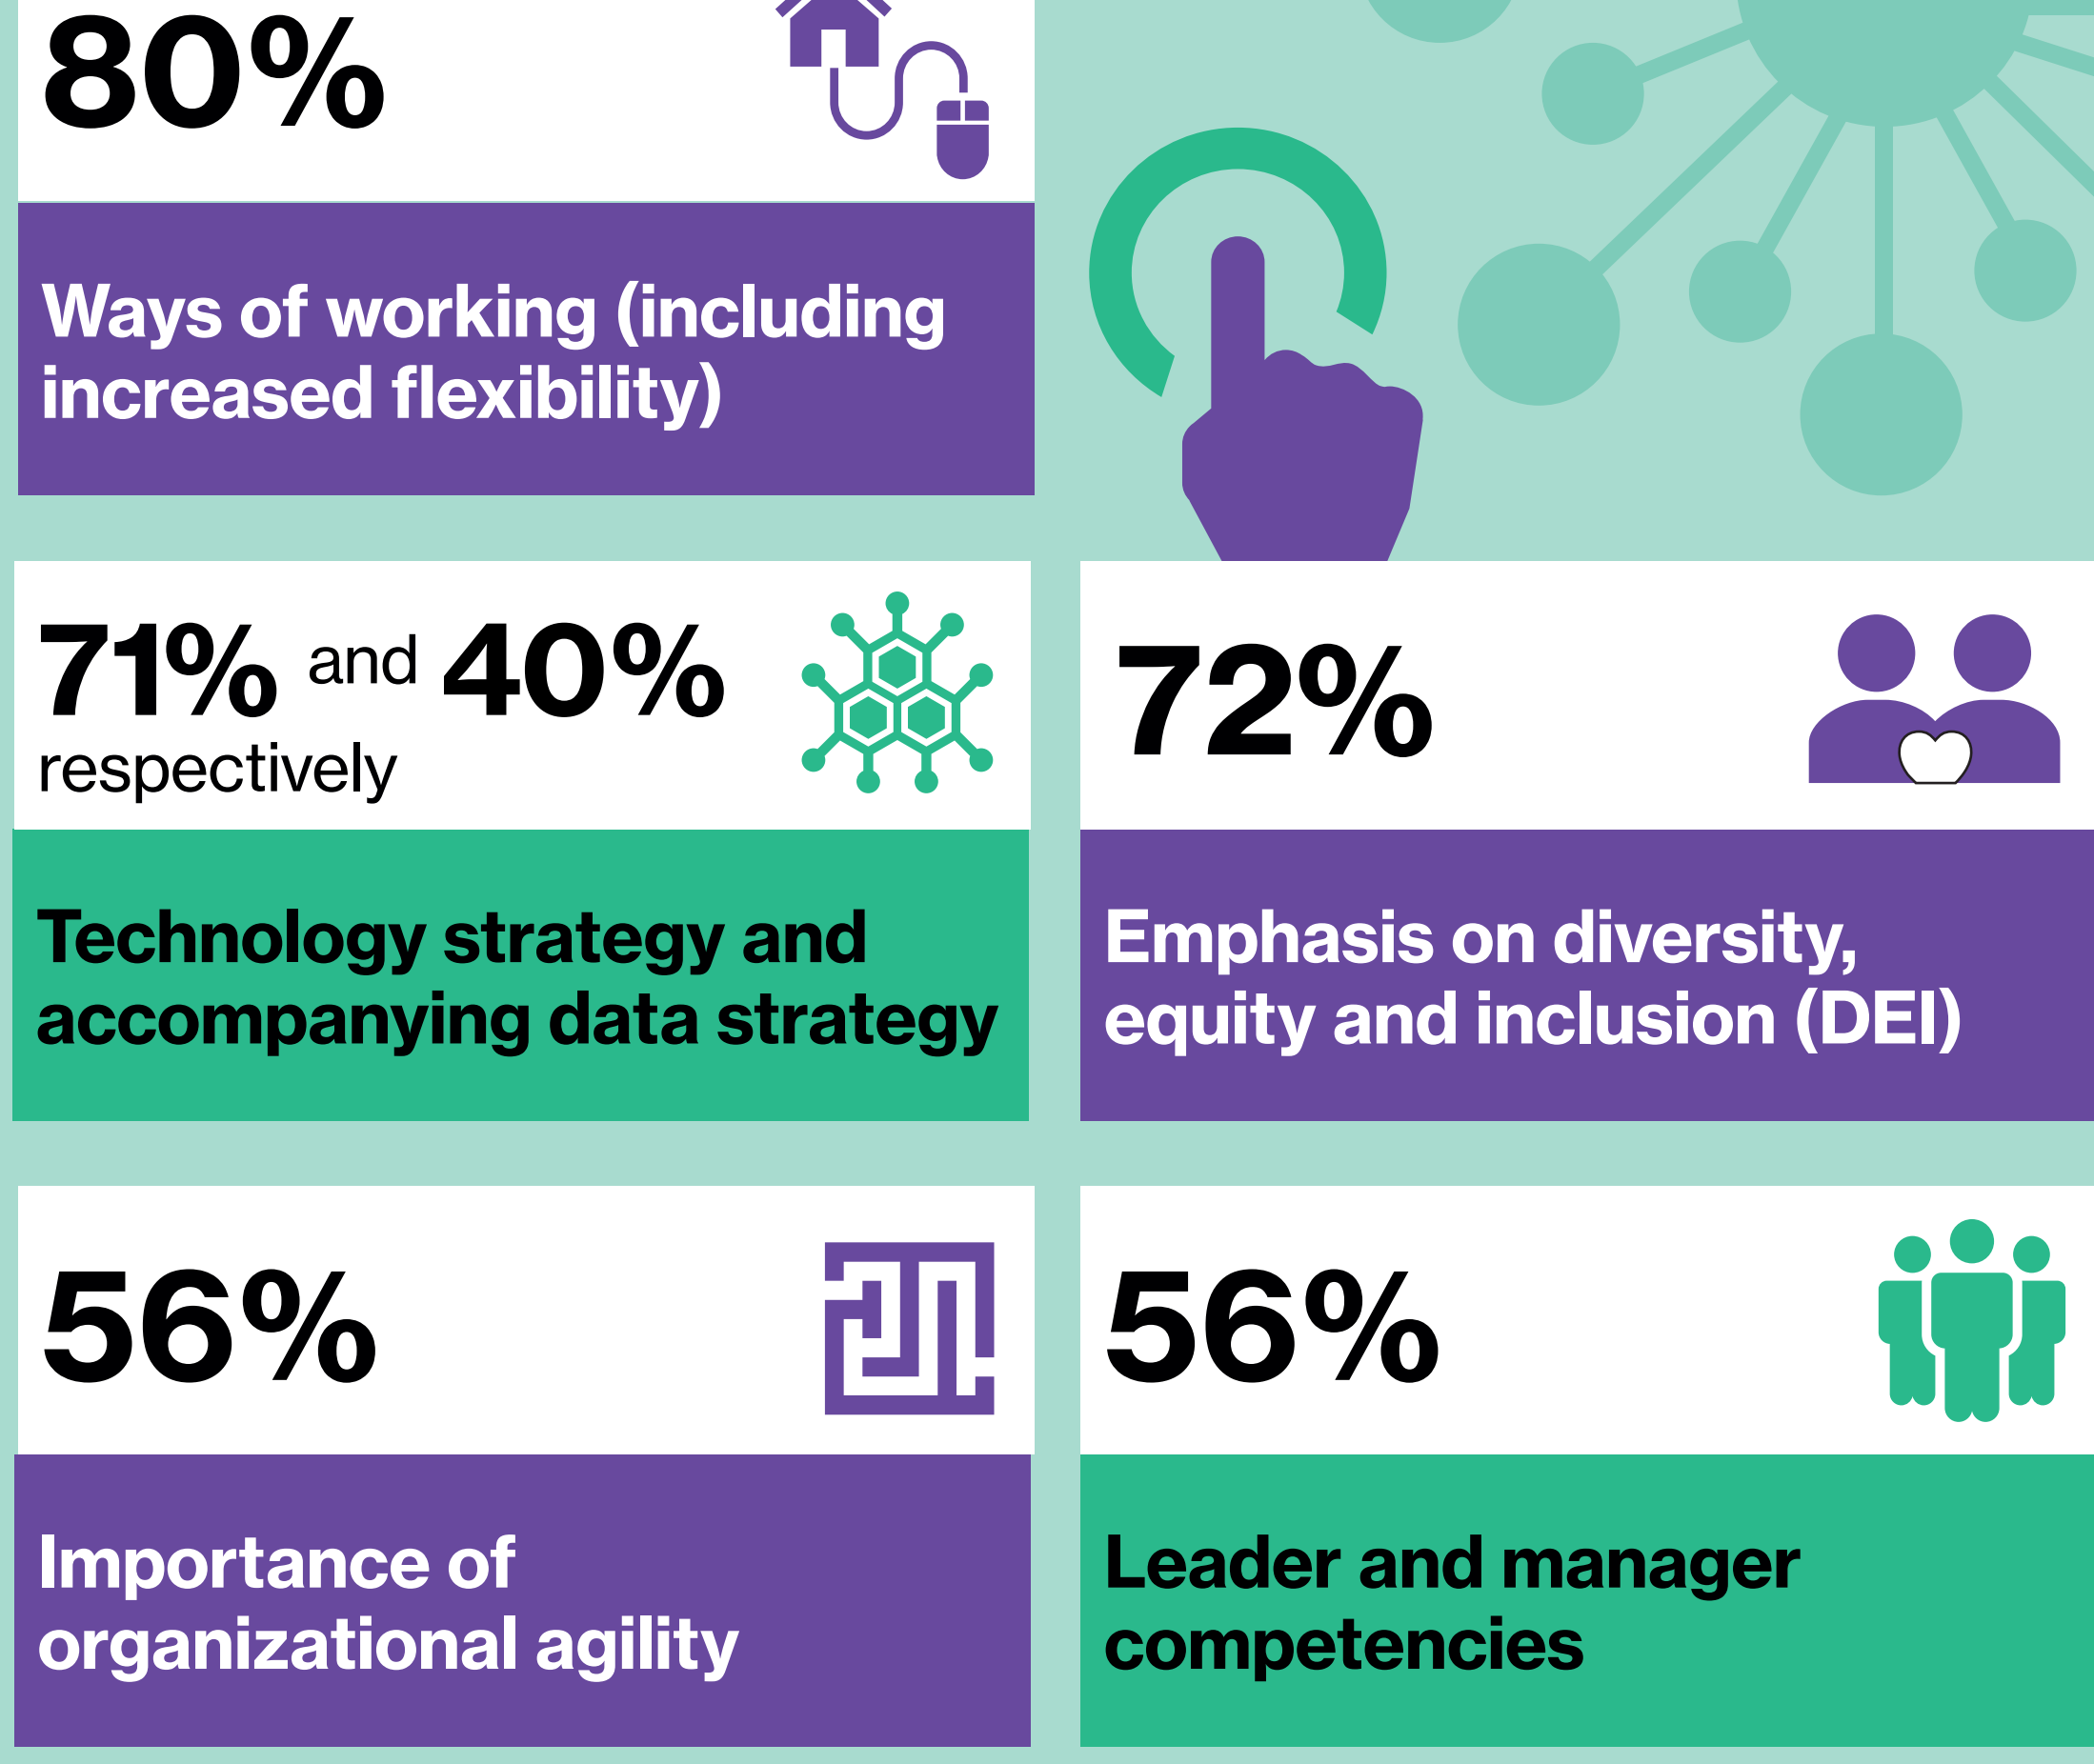 80%
Ways of working (including
increased flexibility)
71% and 40%
respectively
Technology strategy and
accompanying data strategy
72%
Emphasis on diversity,
equity and inclusion (DEI)
56%
Importance of
organizational agility
56%
Leader and manager
competencies